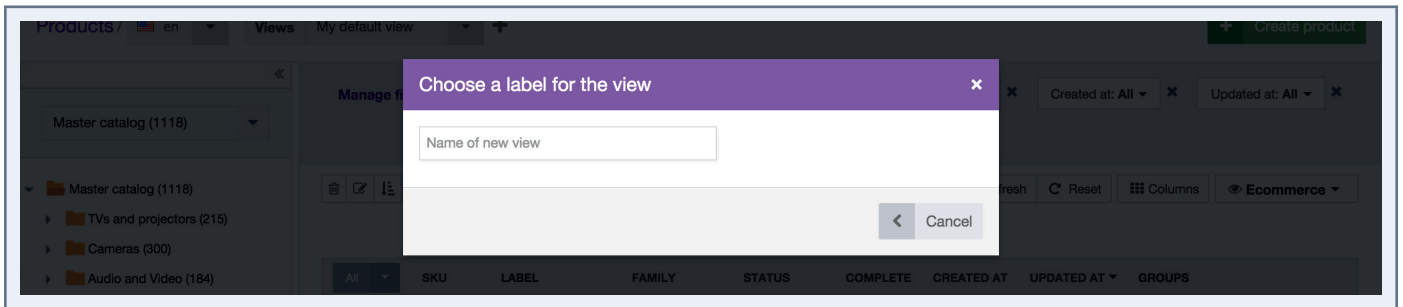 Products / en Views My default view + Create product
Choose a label for the view ×
Manage fi Created at: All Updated at: All
Master catalog (1118)
Name of new view
Master catalog (1118)
fresh Reset Columns Ecommerce
TVs and projectors (215)
Cancel
Cameras (300)
Audio and Video (184)
All SKU LABEL FAMILY STATUS COMPLETE CREATED AT UPDATED AT GROUPS